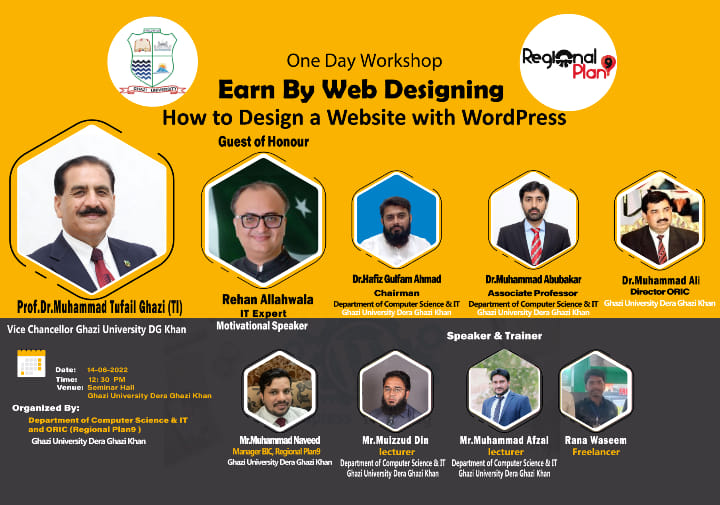 GHAZI UNIVERSITY
Regional
Plan9
One Day Workshop
Earn By Web Designing
How to Design a Website with WordPress
Guest of Honour
Prof.Dr.Muhammad Tufail Ghazi (TI)
Vice Chancellor Ghazi University DG Khan
Rehan Allahwala
IT Expert
Motivational Speaker
Dr.Hafiz Gulfam Ahmad
Chairman
Department of Computer Science & IT
Ghazi University Dera Ghazi Khan
Dr.Muhammad Abubakar
Associate Professor
Department of Computer Science & IT
Ghazi University Dera Ghazi Khan
Dr.Muhammad Ali
Director ORIC
Ghazi University Dera Ghazi Khan
Date: 14-06-2022
Time: 12: 30 PM
Venue: Seminar Hall
Ghazi University Dera Ghazi Khan
Organized By:
Department of Computer Science & IT
and ORIC (Regional Plan9 )
Ghazi University Dera Ghazi Khan
Speaker & Trainer
Mr.Muhammad Naveed
Manager BIC, Regional Plan9
Ghazi University Dera Ghazi Khan
Mr.Muizzud Din
lecturer
Department of Computer Science & IT
Ghazi University Dera Ghazi Khan
Mr.Muhammad Afzal
lecturer
Department of Computer Science & IT
Ghazi University Dera Ghazi Khan
Rana Waseem
Freelancer